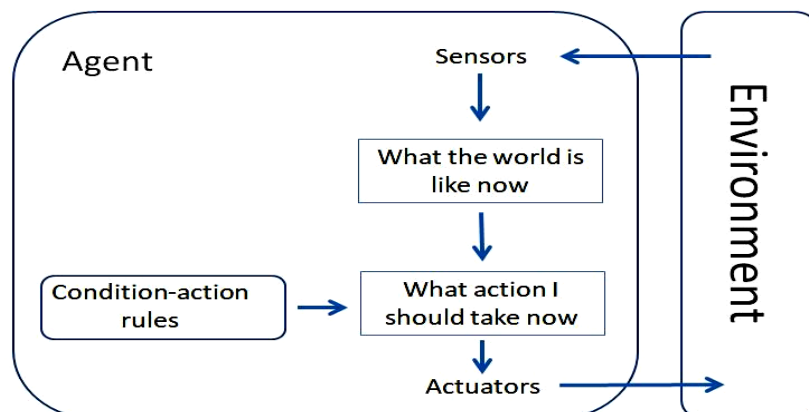 Agent
Sensors
Environment
What the world is
like now
Condition-action
rules
What action I
should take now
Actuators